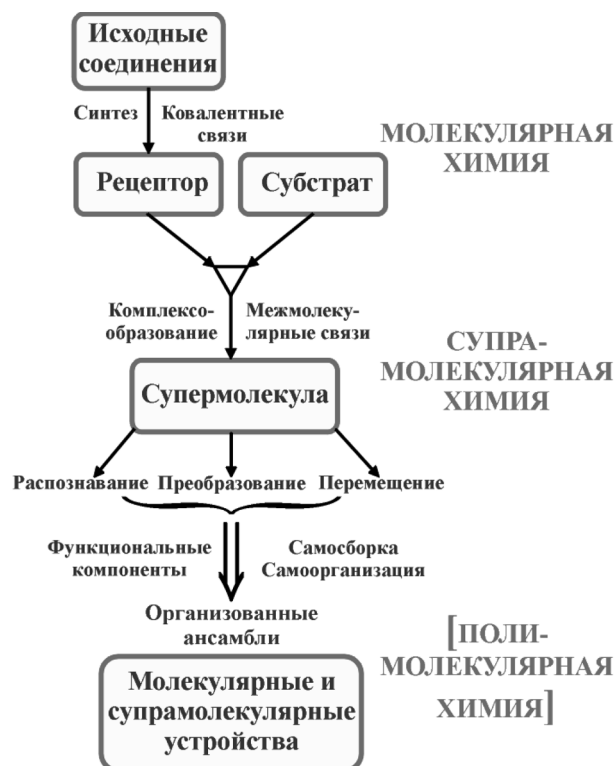 Исходные
соединения
Синтез
Ковалентные
связи
МОЛЕКУЛЯРНАЯ
ХИМИЯ
Рецептор
Субстрат
Комплексо-
образование
Межмолеку-
лярные связи
СУПРА-
МОЛЕКУЛЯРНАЯ
ХИМИЯ
Супермолекула
Распознавание
Преобразование
Перемещение
Функциональные
компоненты
Самосборка
Самоорганизация
Организованные
ансамбли
[ПОЛИ-
МОЛЕКУЛЯРНАЯ
ХИМИЯ]
Молекулярные и
супрамолекулярные
устройства